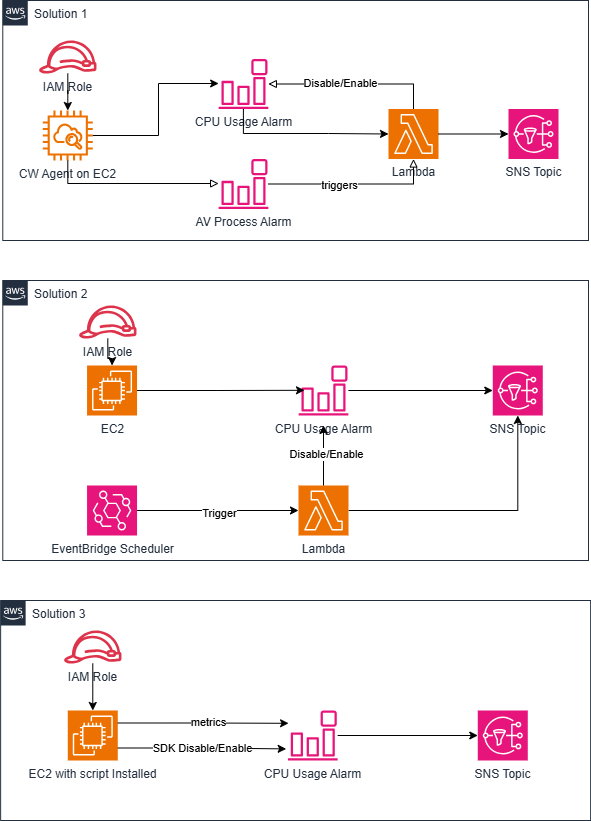 aws
Solution 1
IAM Role
Disable/Enable
CPU Usage Alarm
CW Agent on EC2
Lambda
SNS Topic
triggers
AV Process Alarm
aws
Solution 2
IAM Role
EC2
CPU Usage Alarm
SNS Topic
Disable/Enable
Trigger
EventBridge Scheduler
Lambda
aws
Solution 3
IAM Role
metrics
SDK Disable/Enable
EC2 with script Installed
CPU Usage Alarm
SNS Topic